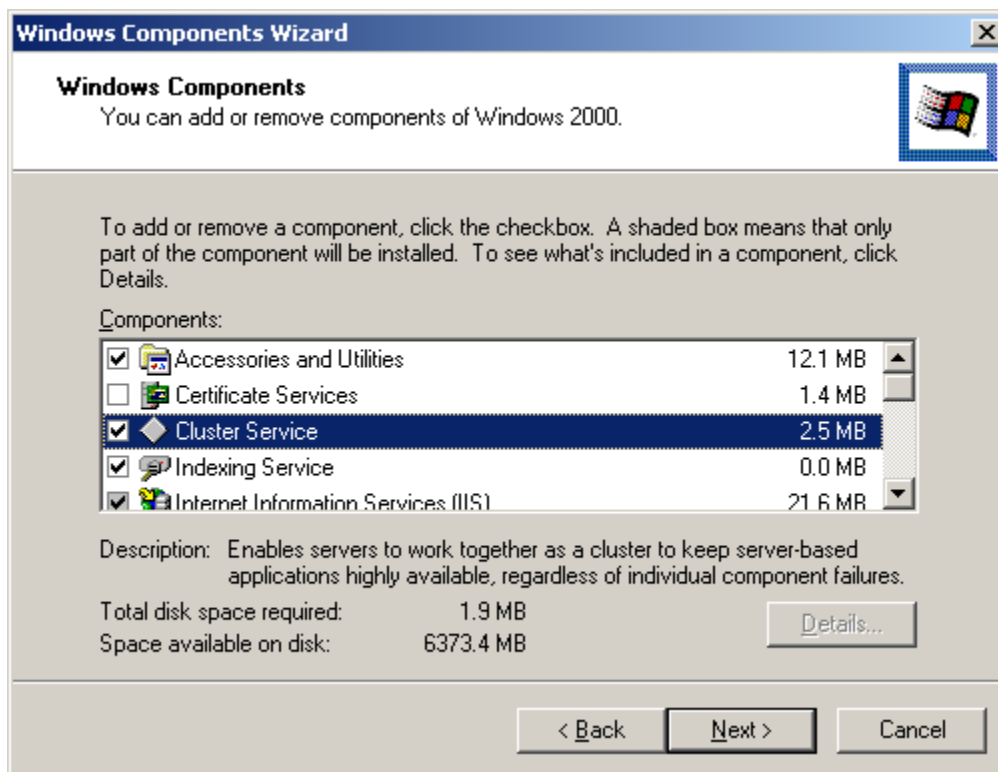 Windows Components Wizard
Windows Components
You can add or remove components of Windows 2000.
To add or remove a component, click the checkbox.  A shaded box means that only
part of the component will be installed.  To see what's included in a component, click
Details.
Components:
Accessories and Utilities 12.1 MB
Certificate Services 1.4 MB
Cluster Service 2.5 MB
Indexing Service 0.0 MB
Internet Information Services (IIS) 21.6 MB
Description: Enables servers to work together as a cluster to keep server-based
applications highly available, regardless of individual component failures.
Total disk space required: 1.9 MB
Space available on disk: 6373.4 MB
Details...
< Back Next > Cancel